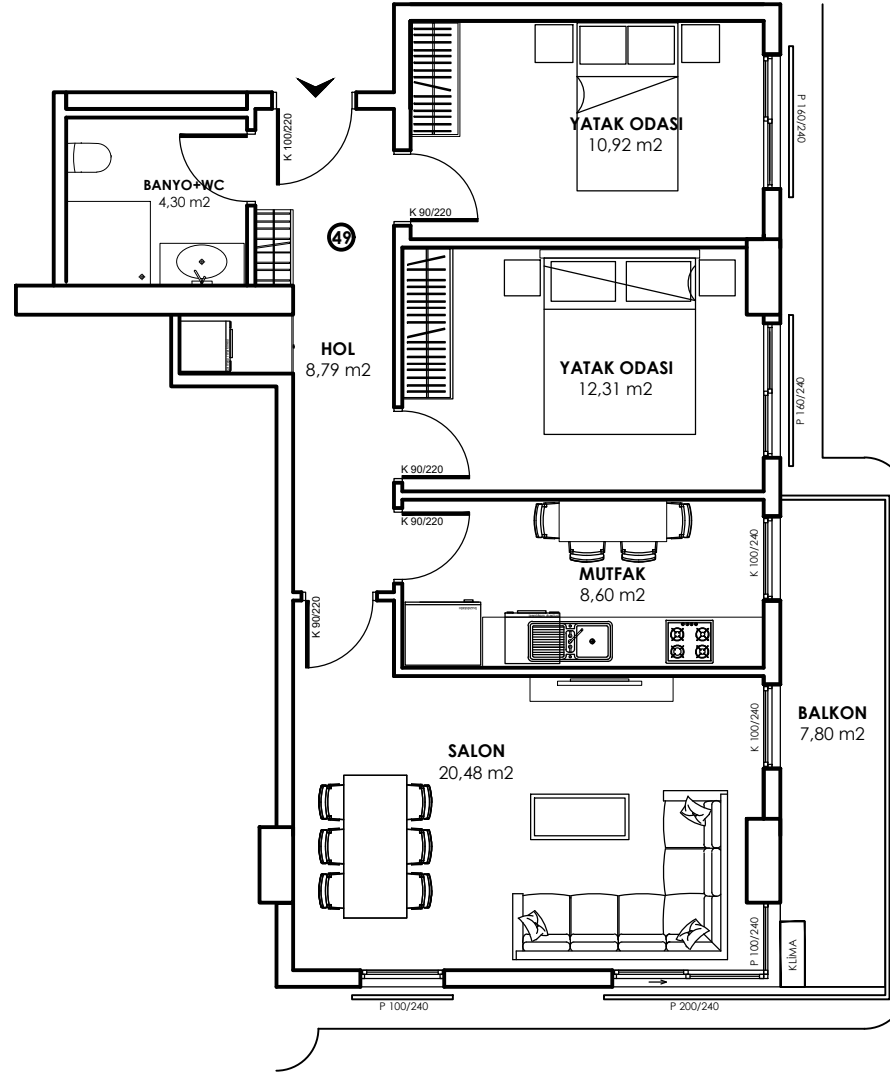 K 100/220
YATAK ODASI
10,92 m2
P 160/240
BANYO+WC
4,30 m2
K 90/220
49
HOL
8,79 m2
YATAK ODASI
12,31 m2
P 160/240
K 90/220
K 90/220
K 100/240
MUTFAK
8,60 m2
K 90/220
K 100/240
BALKON
7,80 m2
SALON
20,48 m2
P 100/240
KLİMA
P 100/240
P 200/240